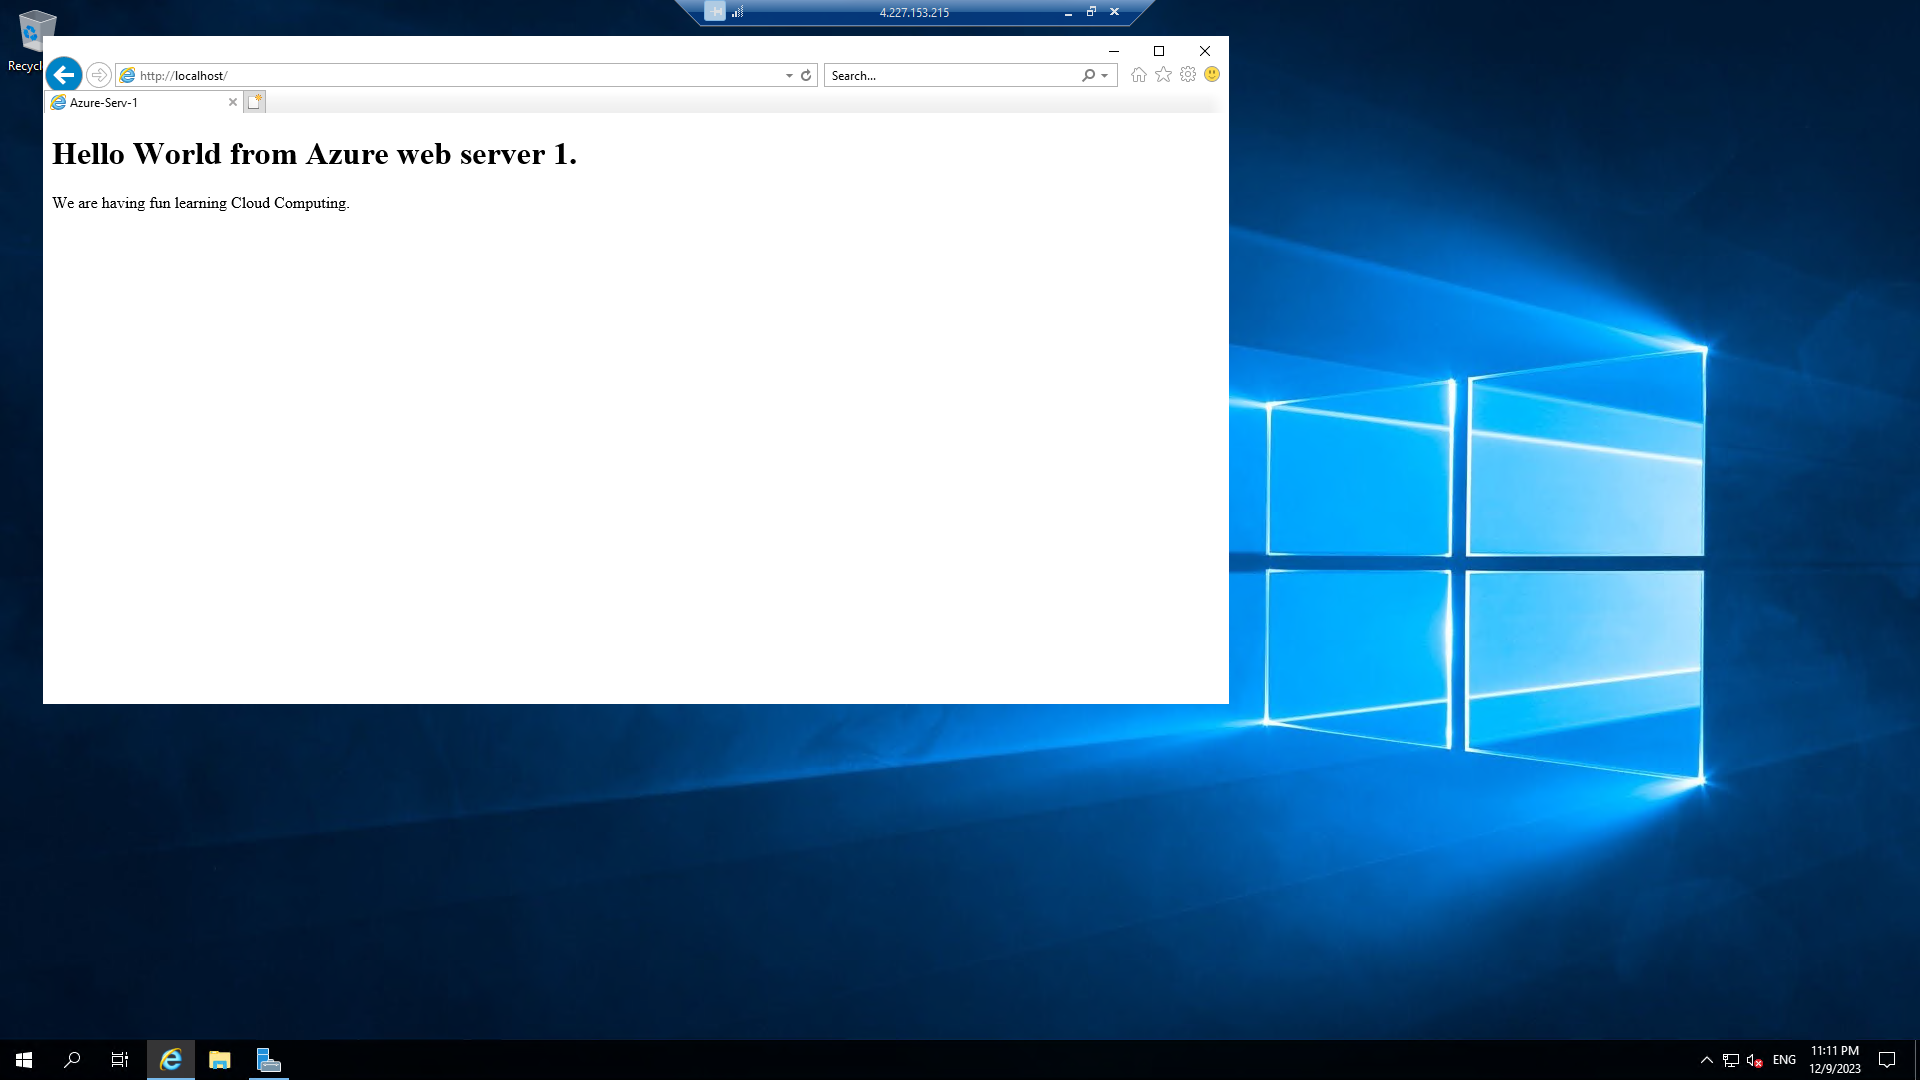 4.227.153.215
Recycl
http://localhost/
Search...
Azure-Serv-1
Hello World from Azure web server 1.
We are having fun learning Cloud Computing.
ENG
11:11 PM
12/9/2023